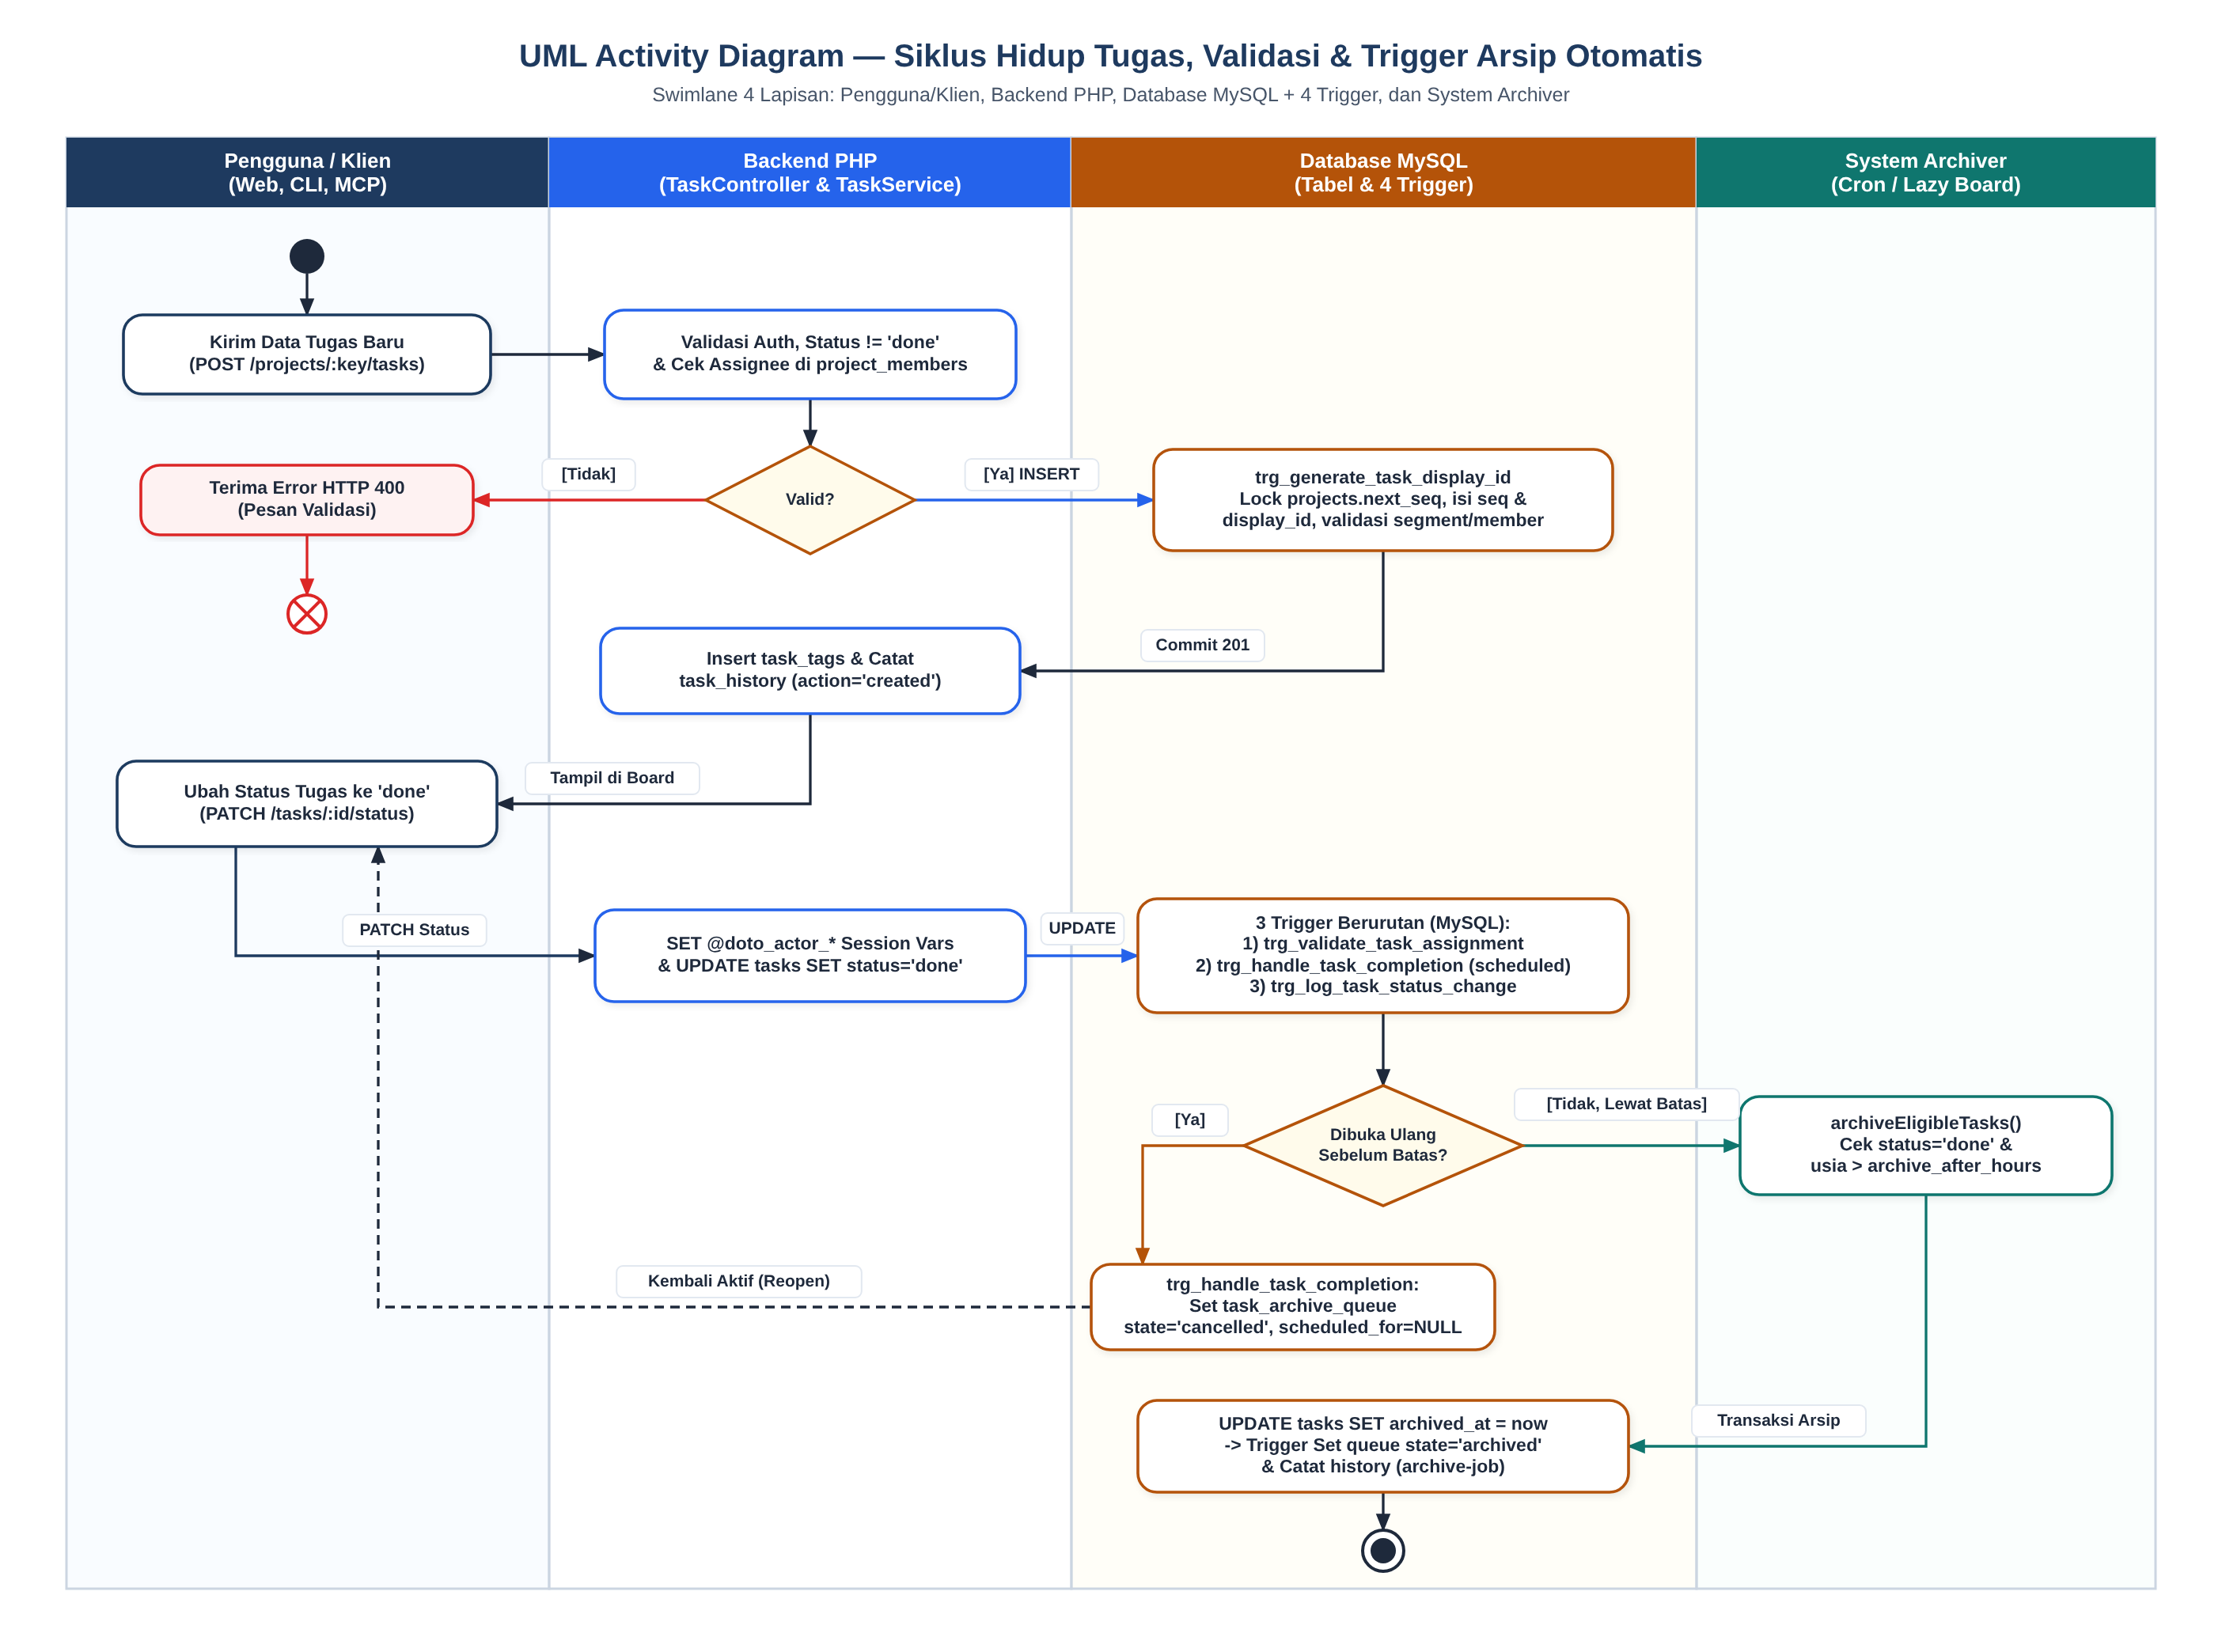 UML Activity Diagram — Siklus Hidup Tugas, Validasi & Trigger Arsip Otomatis
Swimlane 4 Lapisan: Pengguna/Klien, Backend PHP, Database MySQL + 4 Trigger, dan System Archiver
Pengguna / Klien
(Web, CLI, MCP)
Backend PHP
(TaskController & TaskService)
Database MySQL
(Tabel & 4 Trigger)
System Archiver
(Cron / Lazy Board)
Kirim Data Tugas Baru
(POST /projects/:key/tasks)
Validasi Auth, Status != 'done'
& Cek Assignee di project_members
Terima Error HTTP 400
(Pesan Validasi)
[Tidak]
Valid?
[Ya] INSERT
trg_generate_task_display_id
Lock projects.next_seq, isi seq &
display_id, validasi segment/member
Commit 201
Insert task_tags & Catat
task_history (action='created')
Tampil di Board
Ubah Status Tugas ke 'done'
(PATCH /tasks/:id/status)
PATCH Status
SET @doto_actor_* Session Vars
& UPDATE tasks SET status='done'
UPDATE
3 Trigger Berurutan (MySQL):
1) trg_validate_task_assignment
2) trg_handle_task_completion (scheduled)
3) trg_log_task_status_change
[Ya]
Dibuka Ulang
Sebelum Batas?
[Tidak, Lewat Batas]
archiveEligibleTasks()
Cek status='done' &
usia > archive_after_hours
Kembali Aktif (Reopen)
trg_handle_task_completion:
Set task_archive_queue
state='cancelled', scheduled_for=NULL
Transaksi Arsip
UPDATE tasks SET archived_at = now
-> Trigger Set queue state='archived'
& Catat history (archive-job)